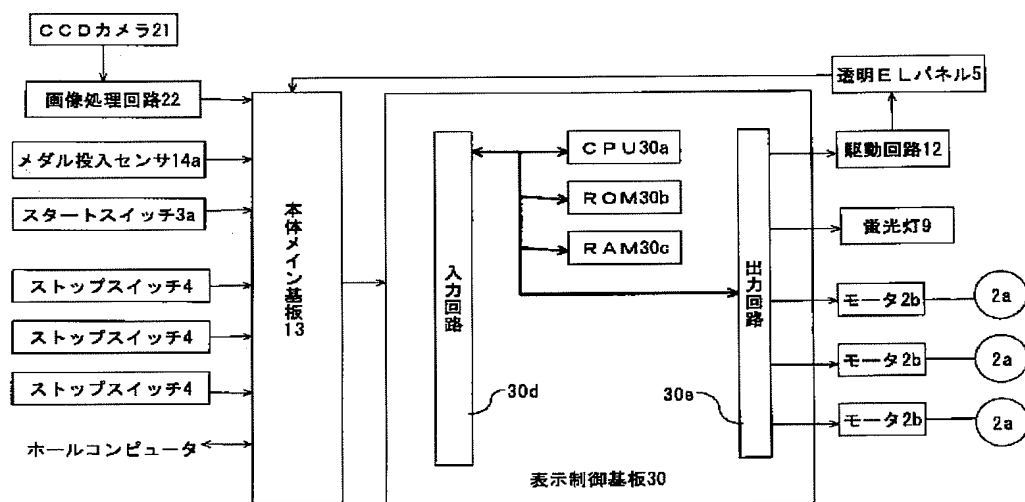 CCDカメラ21
画像処理回路22
メダル投入センサ14a
スタートスイッチ3a
ストップスイッチ4
ストップスイッチ4
ストップスイッチ4
ホールコンピュータ
本体メイン基板13
入力回路
30d
CPU30a
ROM30b
RAM30c
出力回路
30e
表示制御基板30
透明ELパネル5
駆動回路12
蛍光灯9
モータ2b
2a
モータ2b
2a
モータ2b
2a